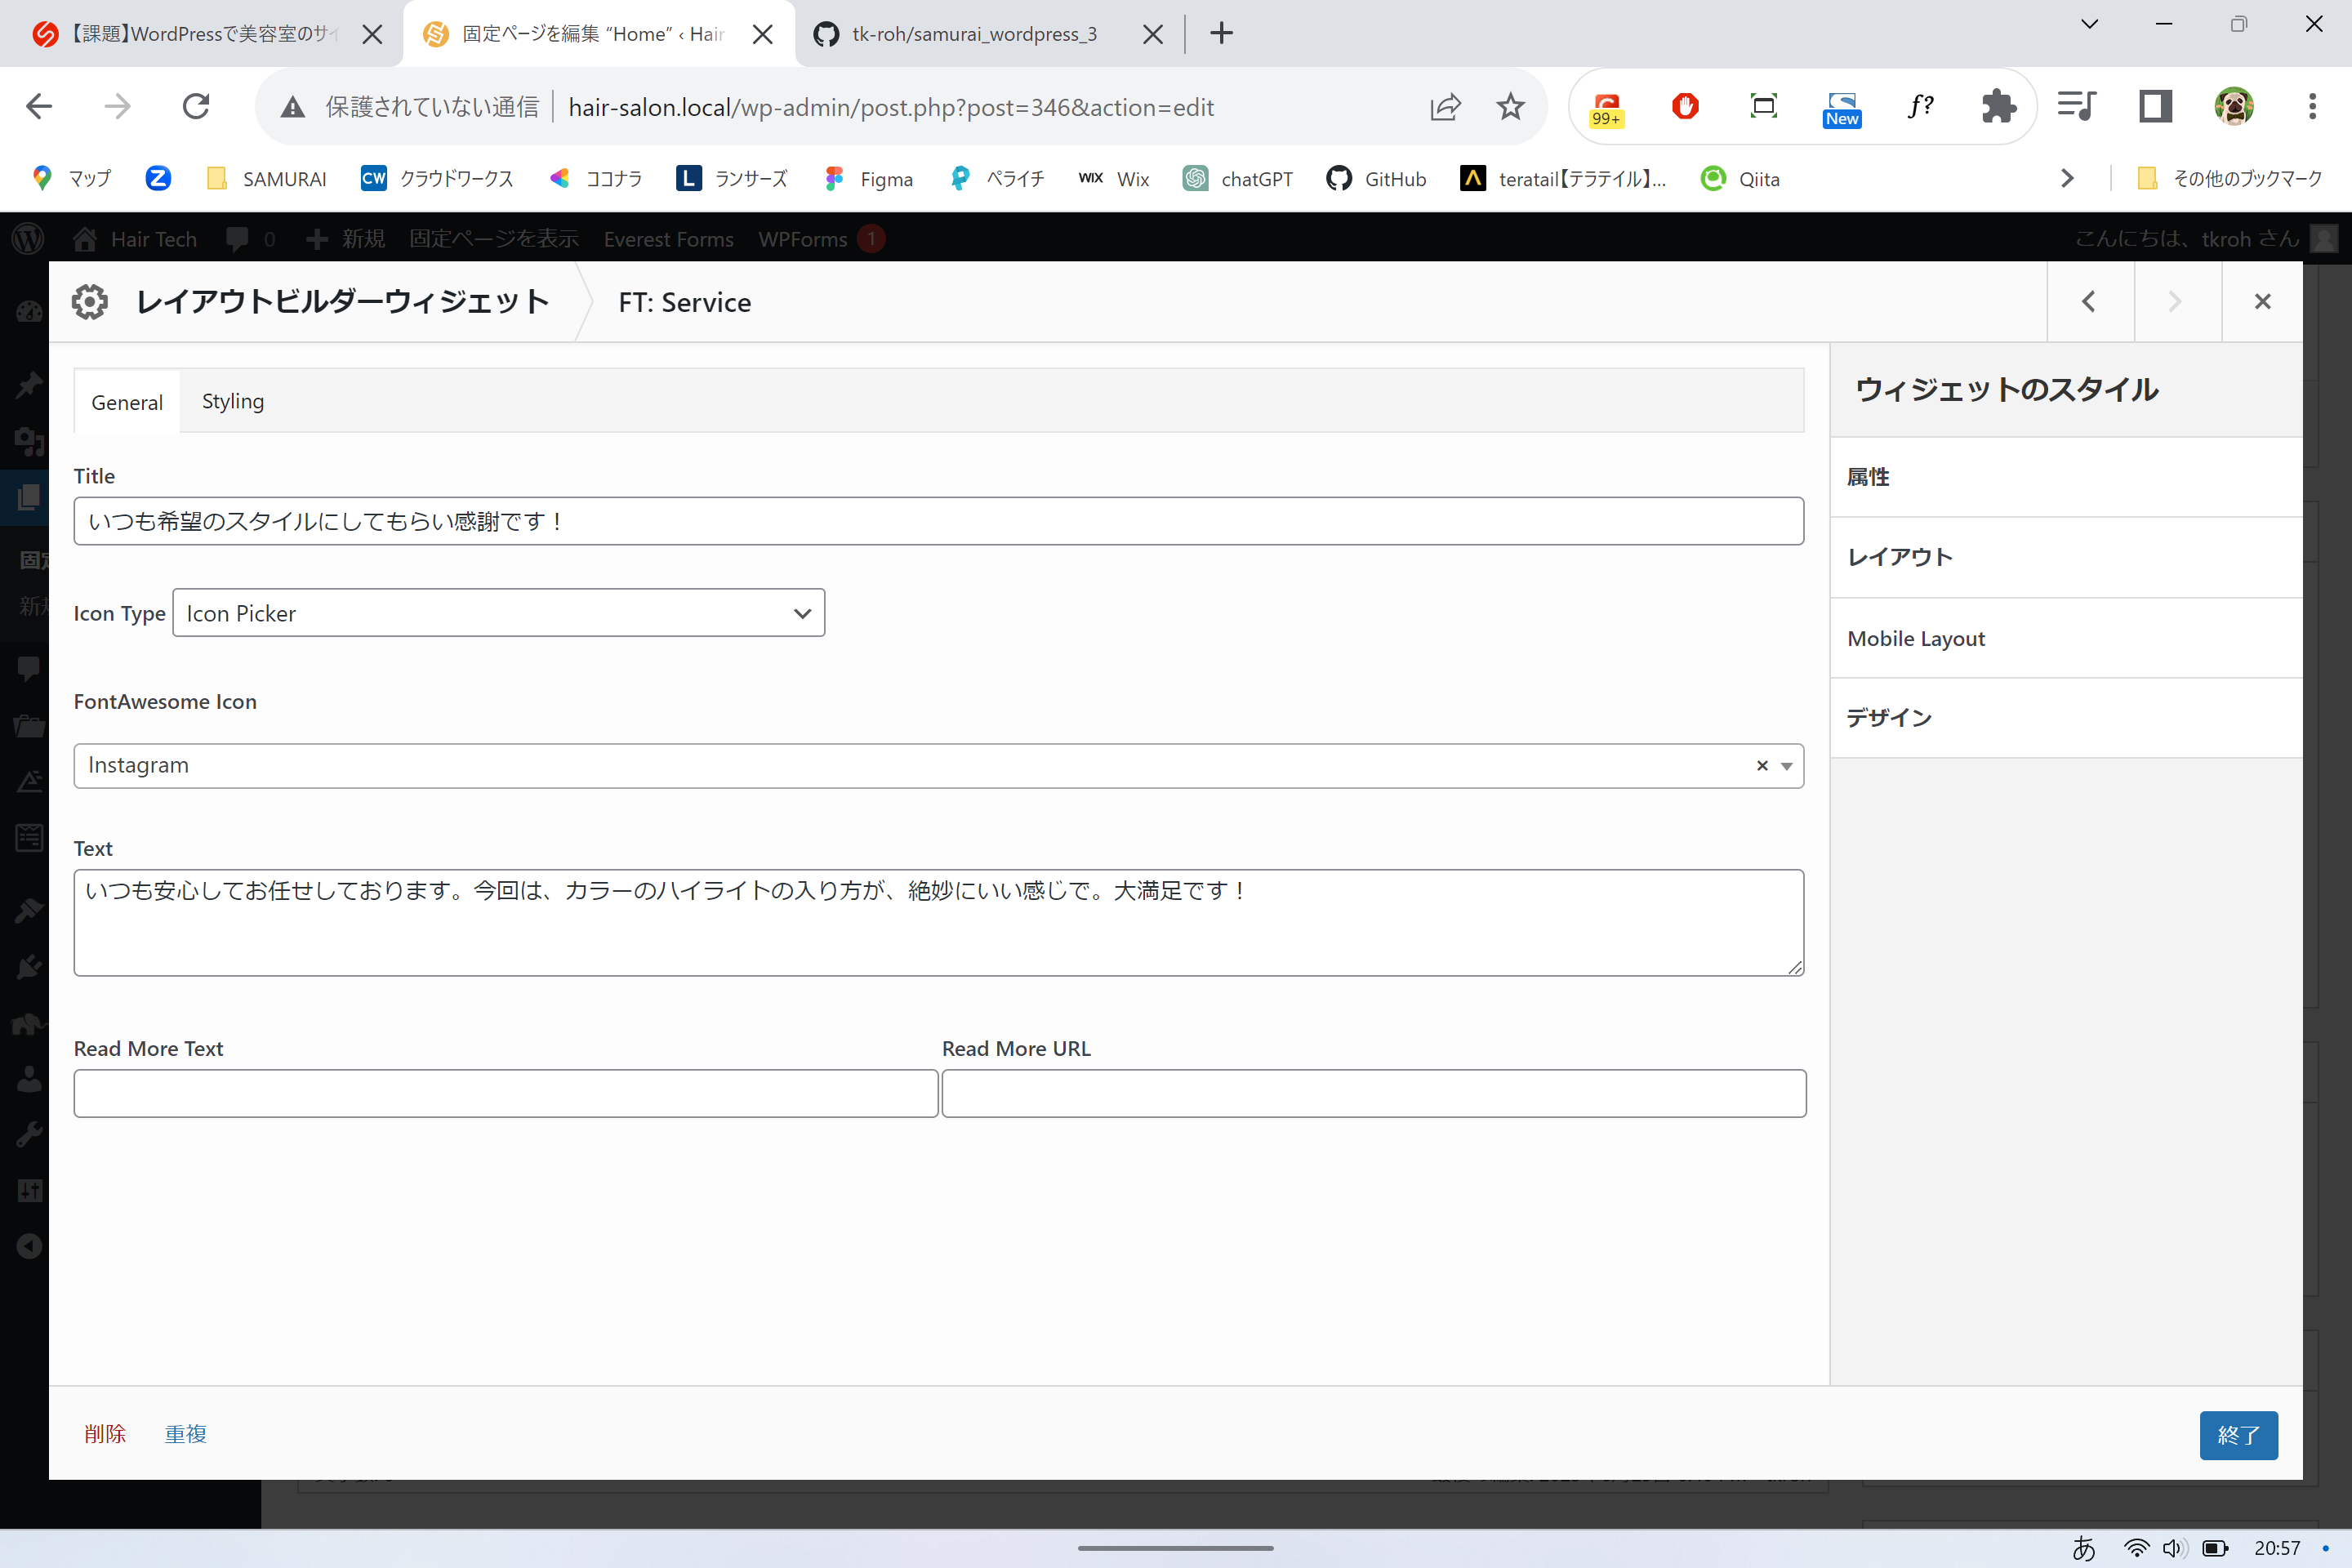 【課題】WordPressで美容室のサイ
固定ページを編集 “Home” ‹ Hair
tk-roh/samurai_wordpress_3
保護されていない通信
hair-salon.local/wp-admin/post.php?post=346&action=edit
99+
New
f?
マップ
SAMURAI
CW クラウドワークス
ココナラ
L ランサーズ
Figma
ペライチ
WIX Wix
chatGPT
GitHub
teratail【テラテイル】...
Qiita
その他のブックマーク
Hair Tech
0
新規
固定ページを表示
Everest Forms
WPForms 1
こんにちは、tkroh さん
レイアウトビルダーウィジェット
FT: Service
General
Styling
Title
いつも希望のスタイルにしてもらい感謝です！
Icon Type
Icon Picker
FontAwesome Icon
Instagram
Text
いつも安心してお任せしております。今回は、カラーのハイライトの入り方が、絶妙にいい感じで。大満足です！
Read More Text
Read More URL
ウィジェットのスタイル
属性
レイアウト
Mobile Layout
デザイン
固定
新規
削除
重複
終了
あ
20:57